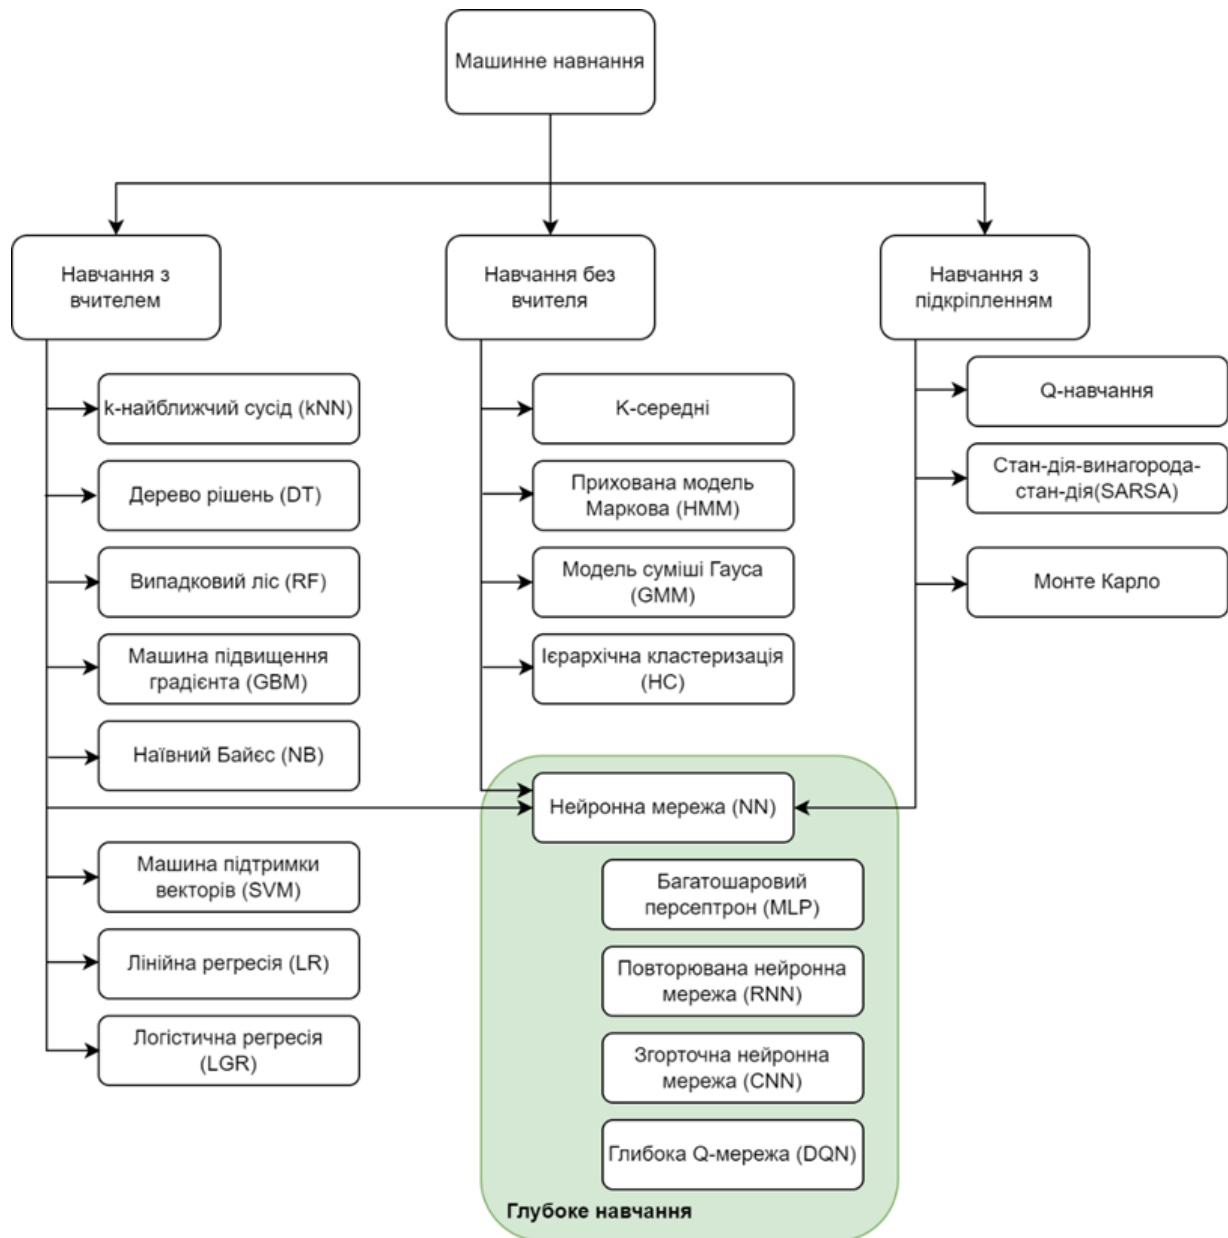 Машинне навнання
Навчання з
вчителем
Навчання без
вчителя
Навчання з
підкріпленням
k-найближчий сусід (kNN)
Дерево рішень (DT)
Випадковий ліс (RF)
Машина підвищення
градієнта (GBM)
Наївний Байєс (NB)
Машина підтримки
векторів (SVM)
Лінійна регресія (LR)
Логістична регресія
(LGR)
К-середні
Прихована модель
Маркова (HMM)
Модель суміші Гауса
(GMM)
Ієрархічна кластеризація
(HC)
Q-навчання
Стан-дія-винагорода-
стан-дія(SARSA)
Монте Карло
Нейронна мережа (NN)
Багатошаровий
персептрон (MLP)
Повторювана нейронна
мережа (RNN)
Згорточна нейронна
мережа (CNN)
Глибока Q-мережа (DQN)
Глубоке навчання